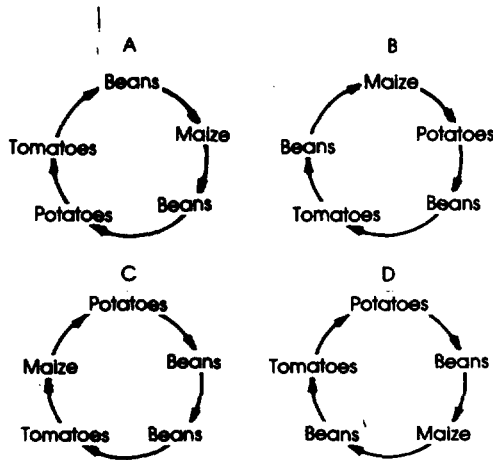 A
Beans
Maize
Beans
Potatoes
Tomatoes
B
Maize
Potatoes
Beans
Tomatoes
Beans
C
Potatoes
Beans
Beans
Tomatoes
Maize
D
Potatoes
Beans
Maize
Beans
Tomatoes